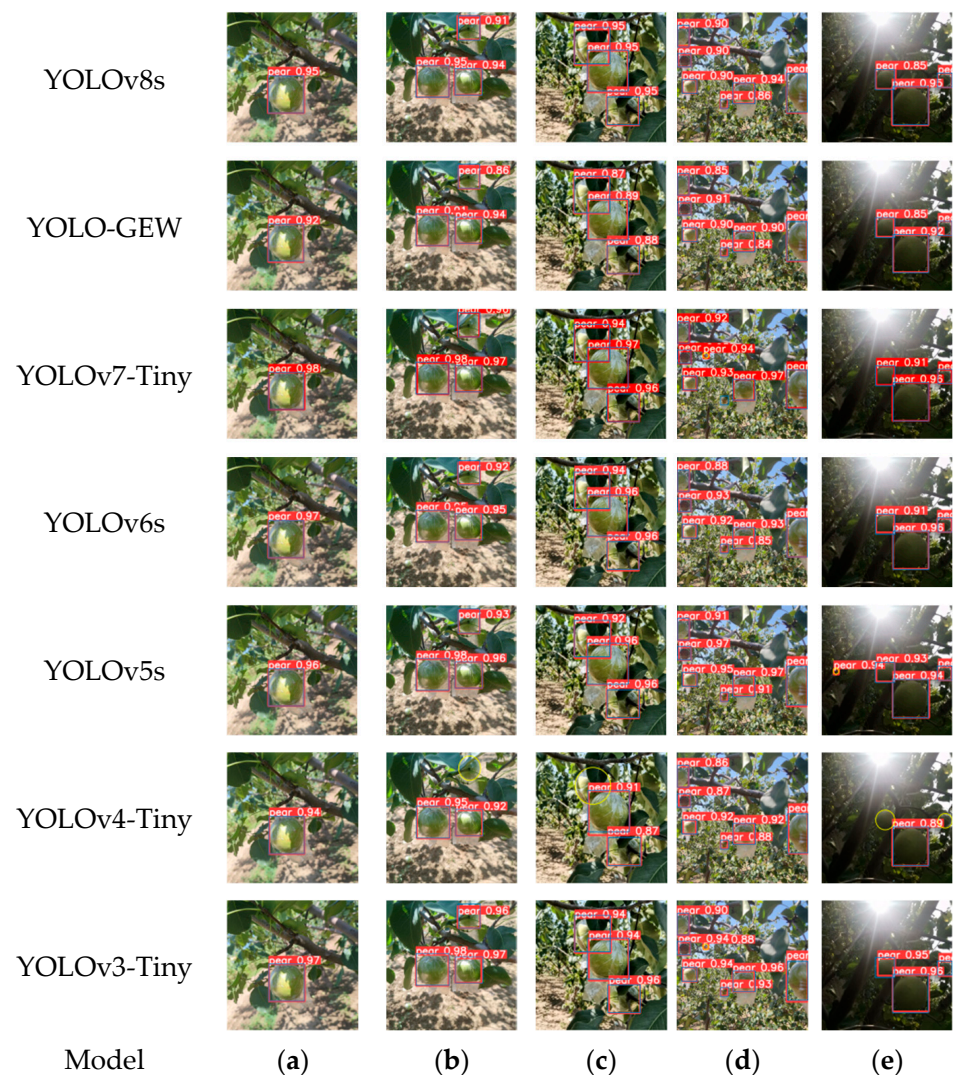 YOLOv8s
pear 0.95
pear 0.91
pear 0.95
pear 0.94
pear 0.95
pear 0.95
pear 0.95
pear 0.90
pear 0.90
pear 0.90
pear 0.94
pear 0.86
pear 0.85
pear 0.95
YOLO-GEW
pear 0.92
pear 0.86
pear 0.94
pear 0.87
pear 0.89
pear 0.88
pear 0.85
pear 0.91
pear 0.90
pear 0.90
pear 0.84
pear 0.85
pear 0.92
YOLOv7-Tiny
pear 0.98
pear 0.98
pear 0.97
pear 0.94
pear 0.97
pear 0.96
pear 0.92
pear 0.94
pear 0.93
pear 0.97
pear 0.91
YOLOv6s
pear 0.97
pear 0.92
pear 0.95
pear 0.94
pear 0.96
pear 0.96
pear 0.88
pear 0.93
pear 0.92
pear 0.93
pear 0.85
pear 0.91
YOLOv5s
pear 0.96
pear 0.93
pear 0.98
pear 0.96
pear 0.92
pear 0.96
pear 0.96
pear 0.91
pear 0.97
pear 0.95
pear 0.97
pear 0.91
pear 0.94
pear 0.93
pear 0.94
YOLOv4-Tiny
pear 0.94
pear 0.95
pear 0.92
pear 0.91
pear 0.87
pear 0.86
pear 0.87
pear 0.92
pear 0.92
pear 0.88
pear 0.89
YOLOv3-Tiny
pear 0.97
pear 0.96
pear 0.98
pear 0.97
pear 0.94
pear 0.94
pear 0.96
pear 0.90
pear 0.94
0.88
pear 0.94
pear 0.96
pear 0.93
pear 0.95
pear 0.96
Model (a) (b) (c) (d) (e)